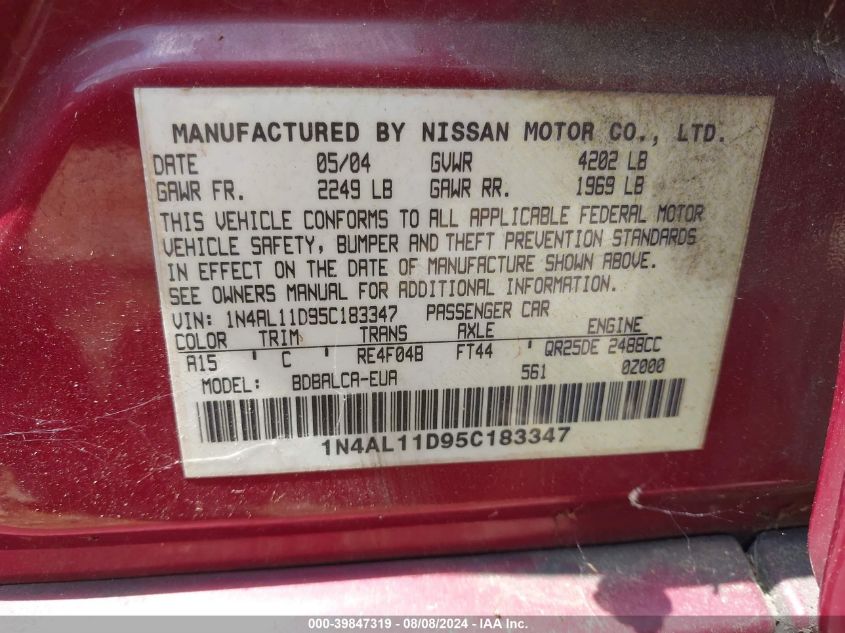 MANUFACTURED BY NISSAN MOTOR CO., LTD.
DATE 05/04 GVWR 4202 LB
GAWR FR. 2249 LB GAWR RR. 1969 LB
THIS VEHICLE CONFORMS TO ALL APPLICABLE FEDERAL MOTOR
VEHICLE SAFETY, BUMPER AND THEFT PREVENTION STANDARDS
IN EFFECT ON THE DATE OF MANUFACTURE SHOWN ABOVE.
SEE OWNERS MANUAL FOR ADDITIONAL INFORMATION.
VIN: 1N4AL11D95C183347 PASSENGER CAR
COLOR TRIM TRANS AXLE ENGINE
A15 ' C ' RE4F04B FT44 ' QR25DE 2488CC
MODEL: BDBALCA-EUA 561 0Z000
1N4AL11D95C183347
000-39847319 - 08/08/2024 - IAA Inc.